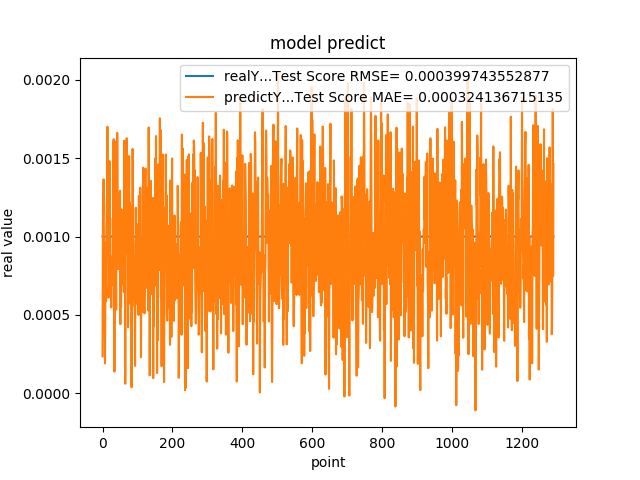 model predict
realY...Test Score RMSE= 0.000399743552877
predictY...Test Score MAE= 0.000324136715135
0.0020
0.0015
0.0010
0.0005
0.0000
real value
0 200 400 600 800 1000 1200
point